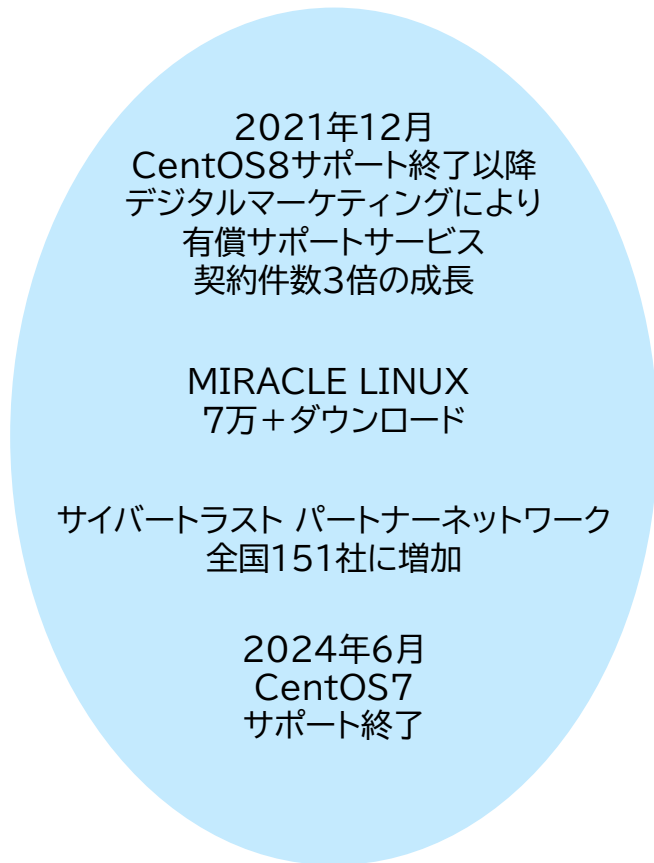 2021年12月
CentOS8サポート終了以降
デジタルマーケティングにより
有償サポートサービス
契約件数3倍の成長
MIRACLE LINUX
7万＋ダウンロード
サイバートラスト パートナーネットワーク
全国151社に増加
2024年6月
CentOS7
サポート終了